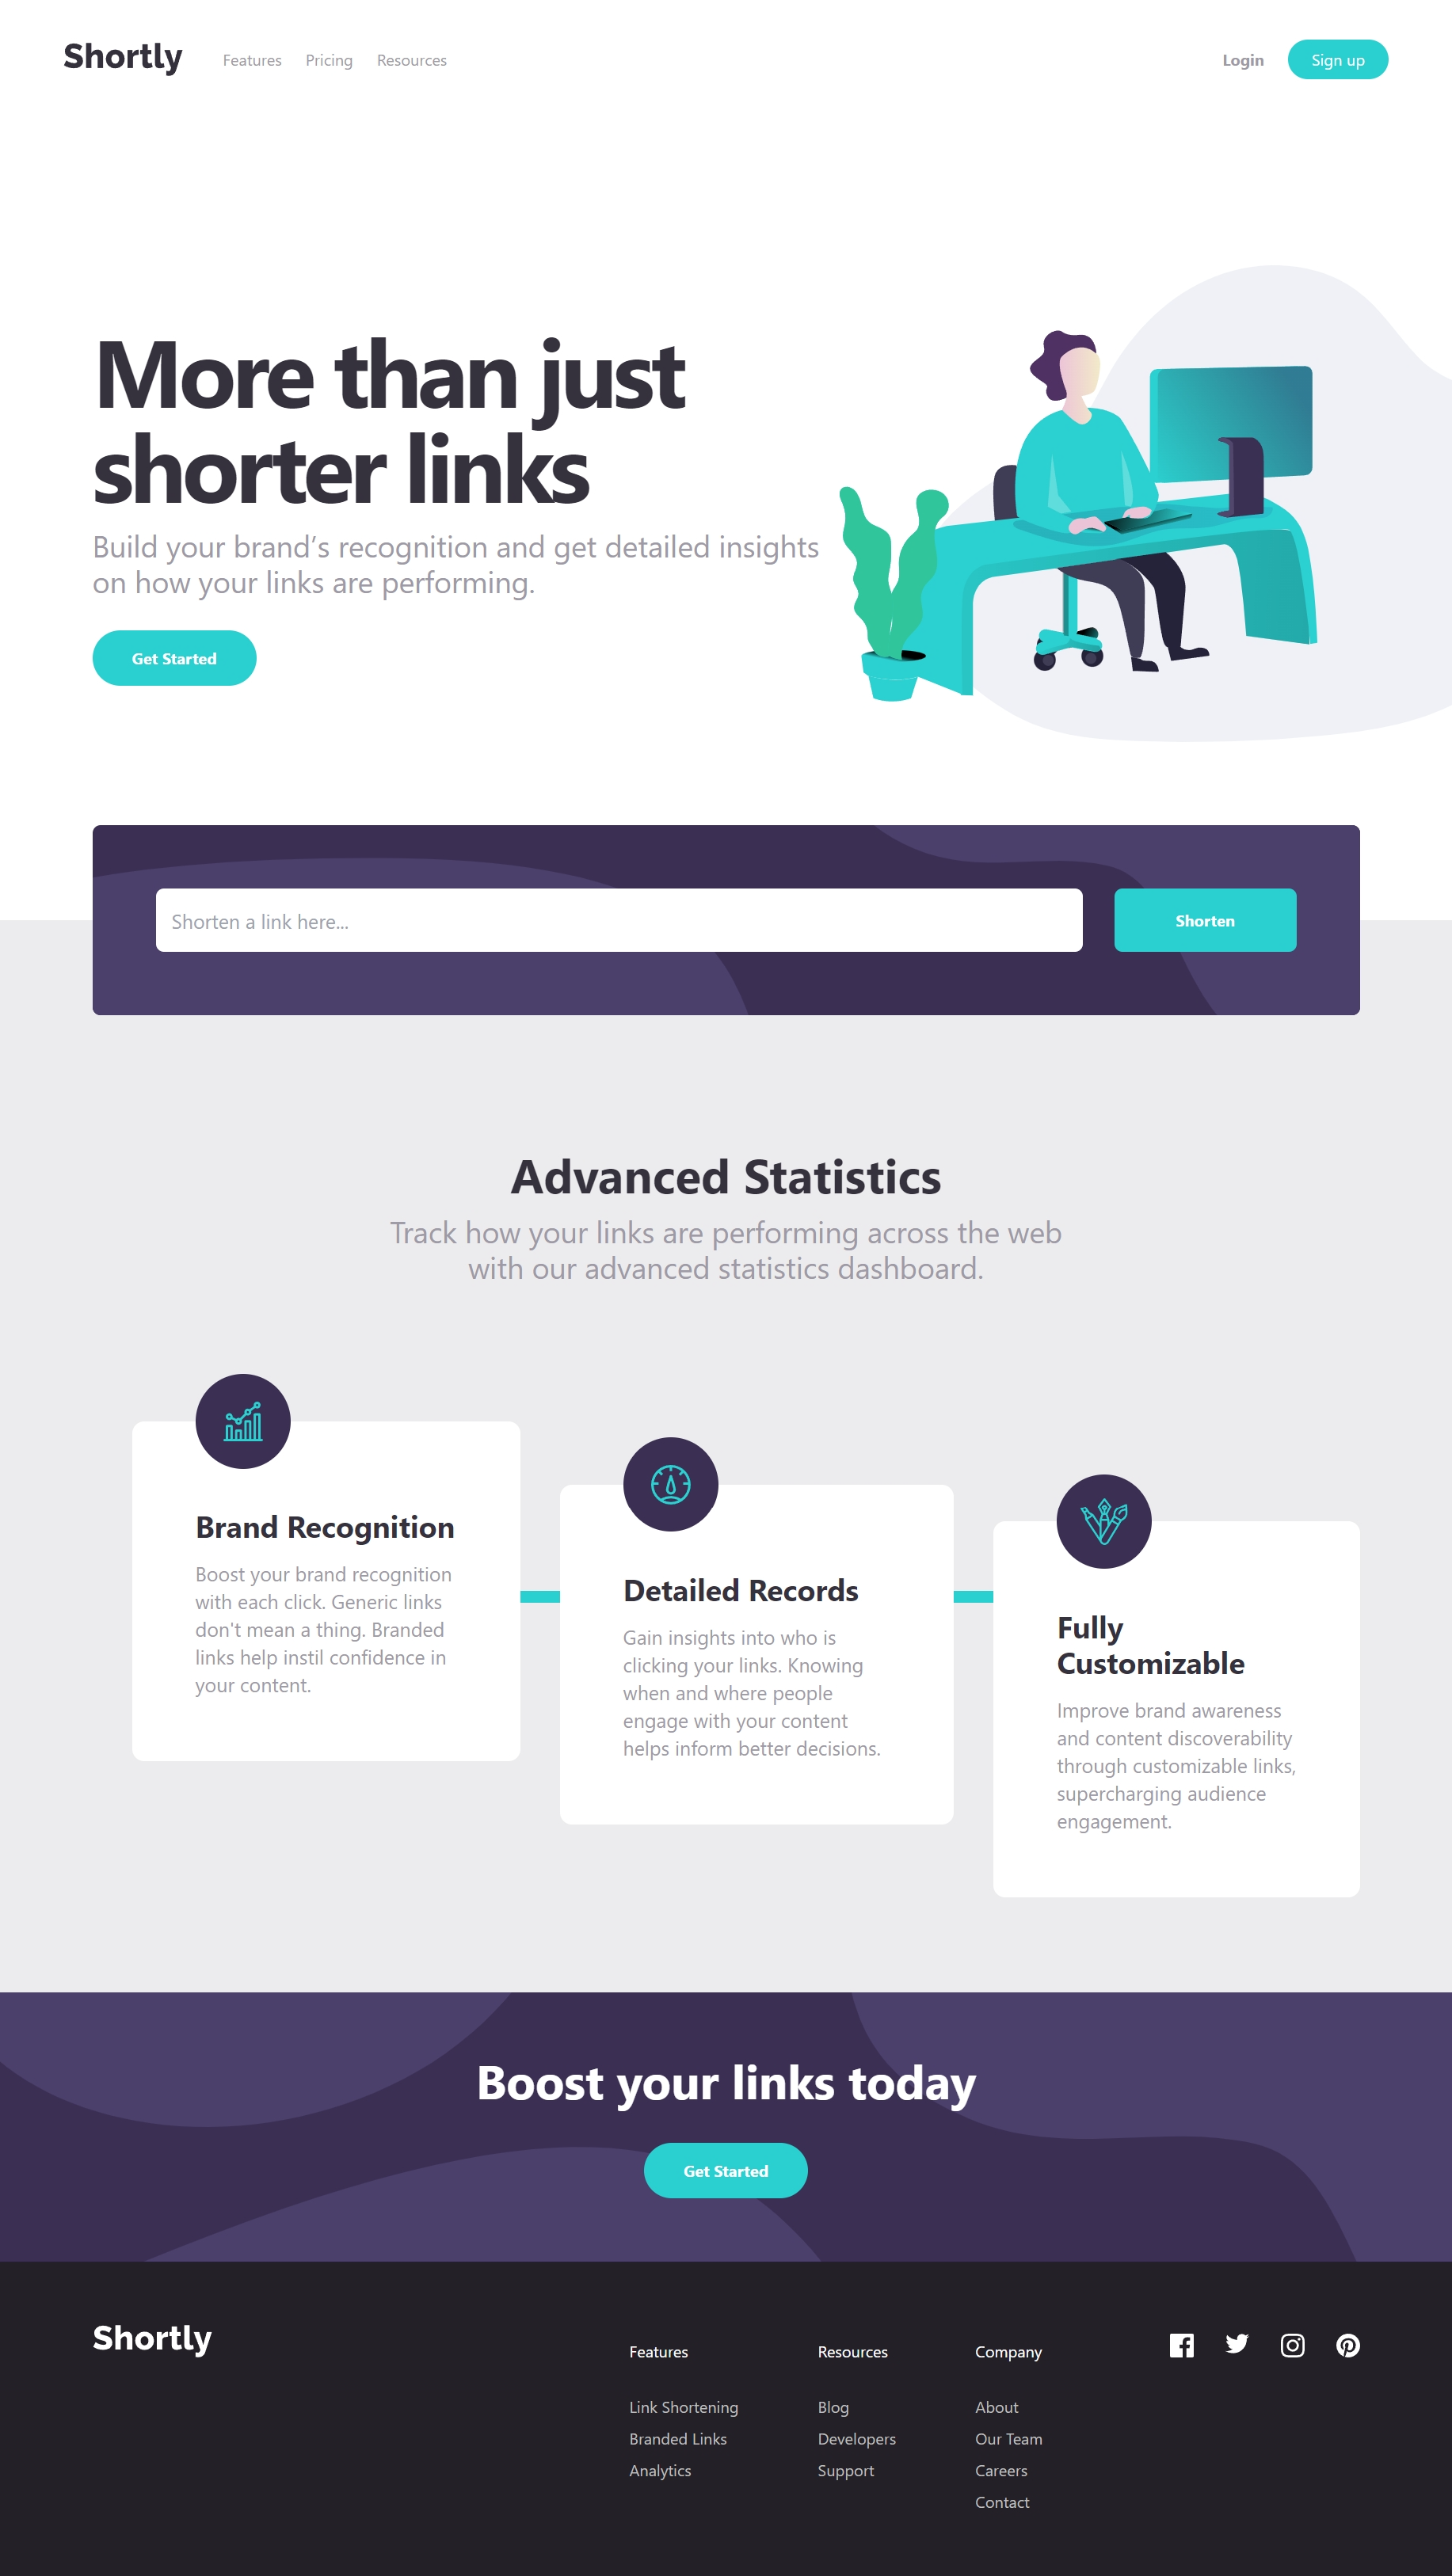 Shortly
Features
Pricing
Resources
Login
Sign up
More than just
shorter links
Build your brand’s recognition and get detailed insights
on how your links are performing.
Get Started
Shorten a link here...
Shorten
Advanced Statistics
Track how your links are performing across the web
with our advanced statistics dashboard.
Brand Recognition
Boost your brand recognition
with each click. Generic links
don't mean a thing. Branded
links help instil confidence in
your content.
Detailed Records
Gain insights into who is
clicking your links. Knowing
when and where people
engage with your content
helps inform better decisions.
Fully
Customizable
Improve brand awareness
and content discoverability
through customizable links,
supercharging audience
engagement.
Boost your links today
Get Started
Shortly
Features
Link Shortening
Branded Links
Analytics
Resources
Blog
Developers
Support
Company
About
Our Team
Careers
Contact